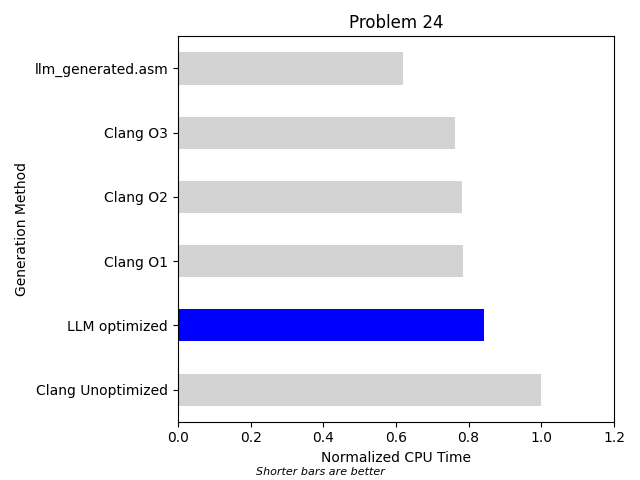 Problem 24
Generation Method
llm_generated.asm
Clang O3
Clang O2
Clang O1
LLM optimized
Clang Unoptimized
0.0 0.2 0.4 0.6 0.8 1.0 1.2
Normalized CPU Time
Shorter bars are better